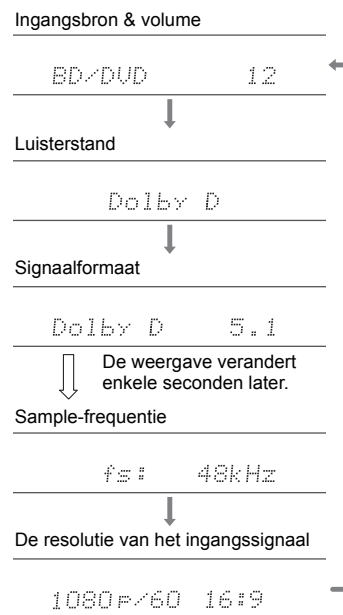 Ingangsbron & volume
BD/DVD 12
Luisterstand
Dolby D
Signaalformaat
Dolby D 5.1
De weergave verandert
enkele seconden later.
Sample-frequentie
fs: 48kHz
De resolutie van het ingangssignaal
1080p/60 16:9